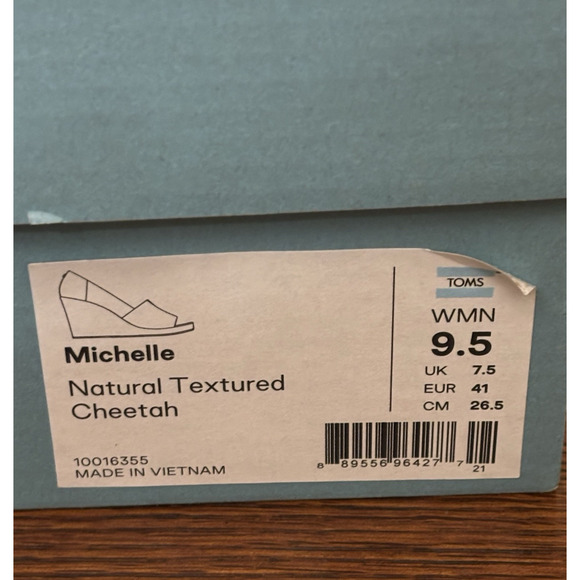 Michelle
Natural Textured
Cheetah
10016355
MADE IN VIETNAM
TOMS
WMN
9.5
UK 7.5
EUR 41
CM 26.5
8 89556 96427 7 21